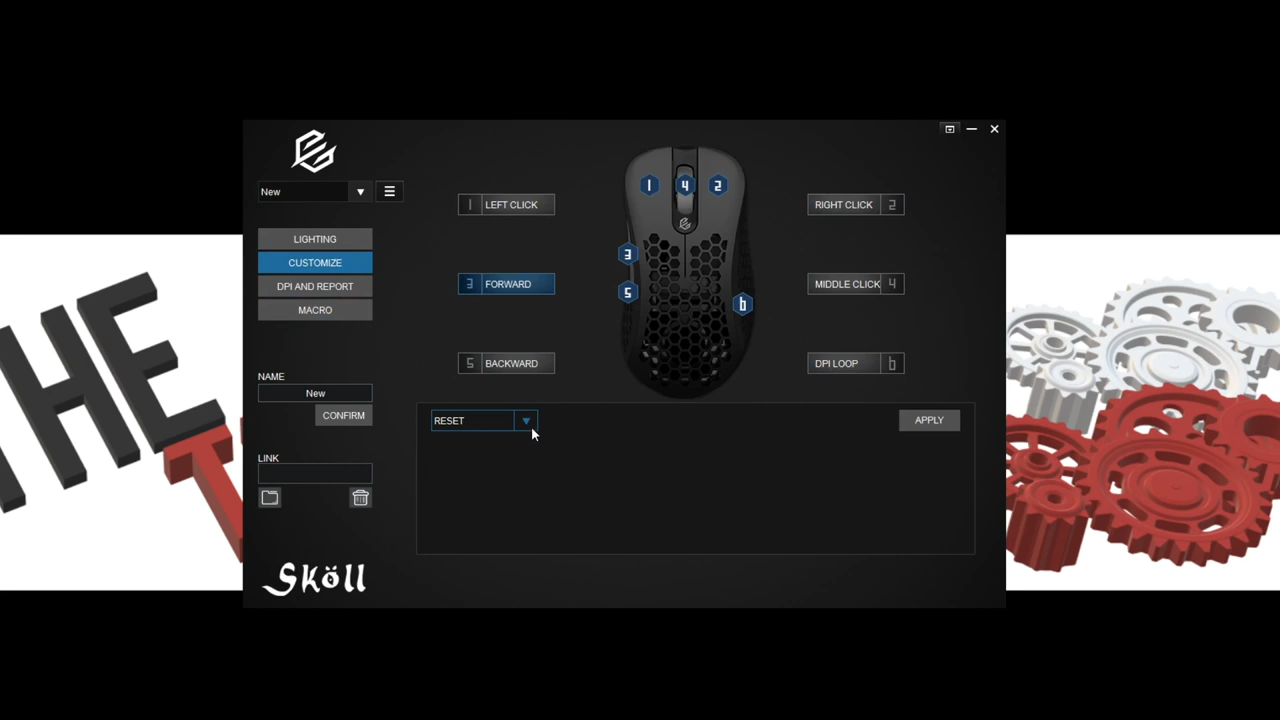 New
LIGHTING
CUSTOMIZE
DPI AND REPORT
MACRO
NAME
New
CONFIRM
LINK
Sköll
1 LEFT CLICK
3 FORWARD
5 BACKWARD
1 4 2
3
5
6
RIGHT CLICK 2
MIDDLE CLICK 4
DPI LOOP 6
RESET
APPLY
THE